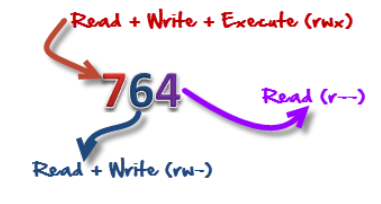 Read + Write + Execute (rwx)
764
Read (r--)
Read + Write (rw-)